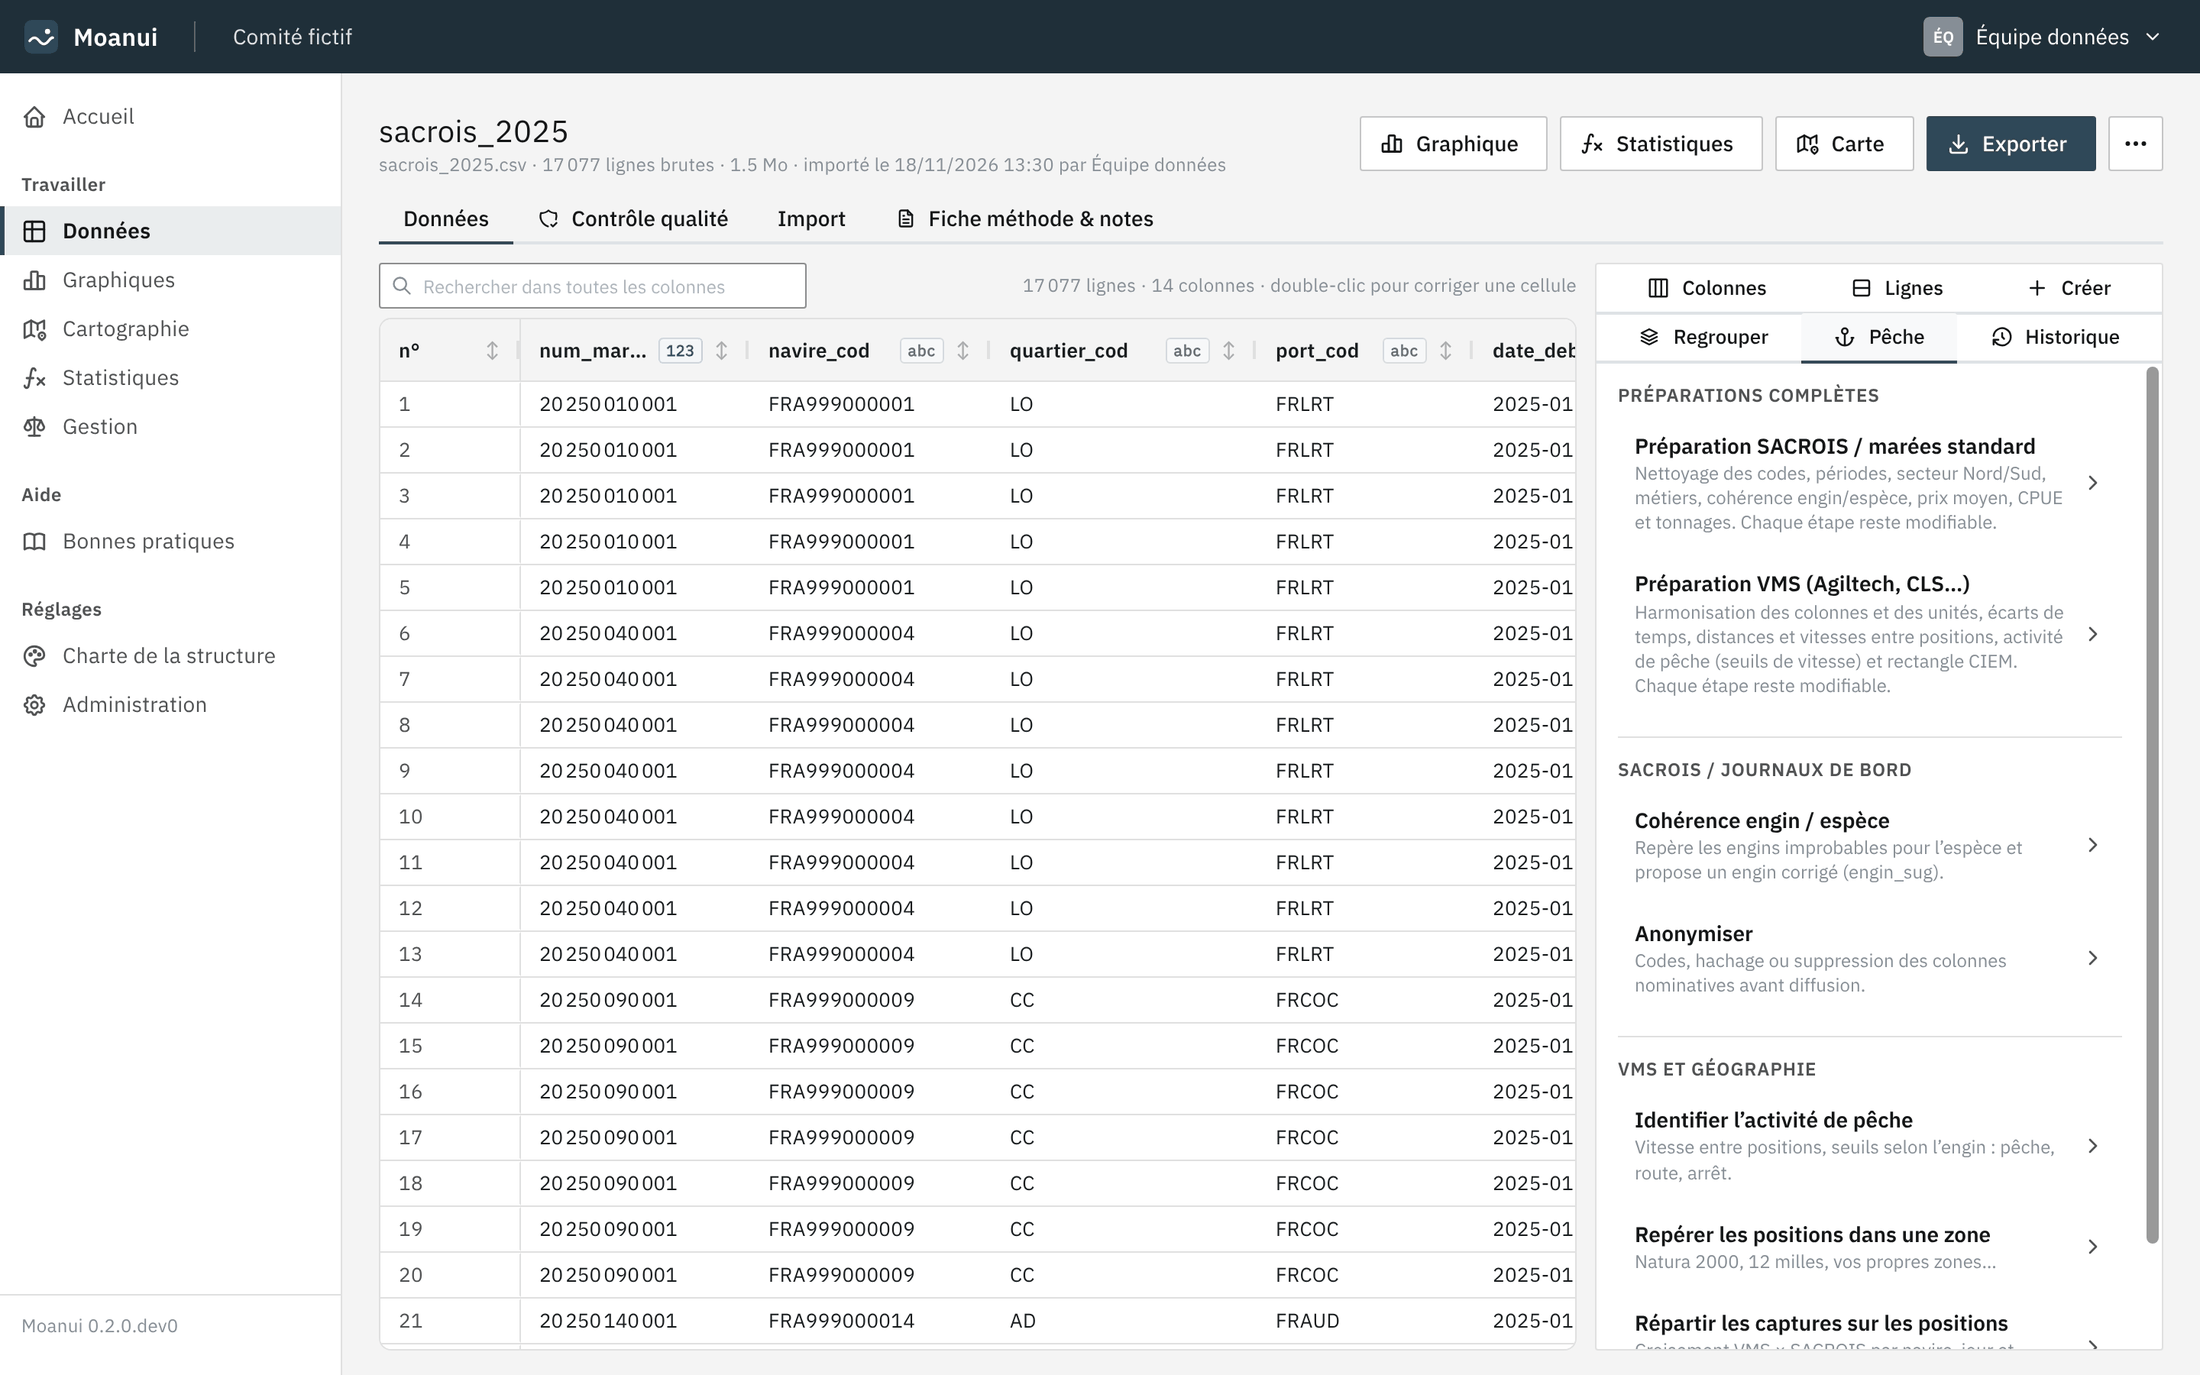 Moanui
Comité fictif
ÉQ
Équipe données
Accueil
Travailler
Données
Graphiques
Cartographie
Statistiques
Gestion
Aide
Bonnes pratiques
Réglages
Charte de la structure
Administration
Moanui 0.2.0.dev0
sacrois_2025
sacrois_2025.csv · 17 077 lignes brutes · 1.5 Mo · importé le 18/11/2026 13:30 par Équipe données
Graphique
Statistiques
Carte
Exporter
Données
Contrôle qualité
Import
Fiche méthode & notes
Rechercher dans toutes les colonnes
17 077 lignes · 14 colonnes · double-clic pour corriger une cellule
n° num_mar... 123 navire_cod abc quartier_cod abc port_cod abc date_deb
1 20 250 010 001 FRA999000001 LO FRLRT 2025-01
2 20 250 010 001 FRA999000001 LO FRLRT 2025-01
3 20 250 010 001 FRA999000001 LO FRLRT 2025-01
4 20 250 010 001 FRA999000001 LO FRLRT 2025-01
5 20 250 010 001 FRA999000001 LO FRLRT 2025-01
6 20 250 040 001 FRA999000004 LO FRLRT 2025-01
7 20 250 040 001 FRA999000004 LO FRLRT 2025-01
8 20 250 040 001 FRA999000004 LO FRLRT 2025-01
9 20 250 040 001 FRA999000004 LO FRLRT 2025-01
10 20 250 040 001 FRA999000004 LO FRLRT 2025-01
11 20 250 040 001 FRA999000004 LO FRLRT 2025-01
12 20 250 040 001 FRA999000004 LO FRLRT 2025-01
13 20 250 040 001 FRA999000004 LO FRLRT 2025-01
14 20 250 090 001 FRA999000009 CC FRCOC 2025-01
15 20 250 090 001 FRA999000009 CC FRCOC 2025-01
16 20 250 090 001 FRA999000009 CC FRCOC 2025-01
17 20 250 090 001 FRA999000009 CC FRCOC 2025-01
18 20 250 090 001 FRA999000009 CC FRCOC 2025-01
19 20 250 090 001 FRA999000009 CC FRCOC 2025-01
20 20 250 090 001 FRA999000009 CC FRCOC 2025-01
21 20 250 140 001 FRA999000014 AD FRAUD 2025-01
Colonnes
Lignes
Créer
Regrouper
Pêche
Historique
PRÉPARATIONS COMPLÈTES
Préparation SACROIS / marées standard
Nettoyage des codes, périodes, secteur Nord/Sud,
métiers, cohérence engin/espèce, prix moyen, CPUE
et tonnages. Chaque étape reste modifiable.
Préparation VMS (Agiltech, CLS...)
Harmonisation des colonnes et des unités, écarts de
temps, distances et vitesses entre positions, activité
de pêche (seuils de vitesse) et rectangle CIEM.
Chaque étape reste modifiable.
SACROIS / JOURNAUX DE BORD
Cohérence engin / espèce
Repère les engins improbables pour l’espèce et
propose un engin corrigé (engin_sug).
Anonymiser
Codes, hachage ou suppression des colonnes
nominatives avant diffusion.
VMS ET GÉOGRAPHIE
Identifier l’activité de pêche
Vitesse entre positions, seuils selon l’engin : pêche,
route, arrêt.
Repérer les positions dans une zone
Natura 2000, 12 milles, vos propres zones...
Répartir les captures sur les positions
Croisement VMS × SACROIS par navire, jour et